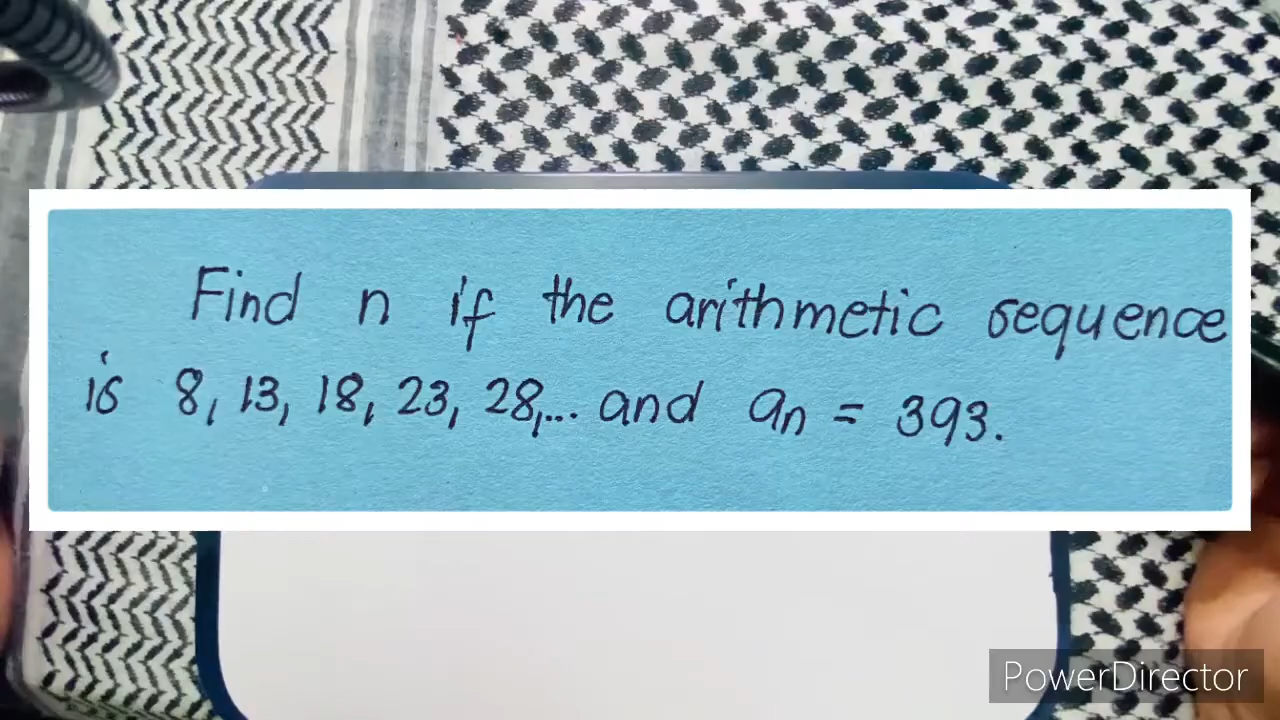 Find n if the arithmetic sequence
is 8, 13, 18, 23, 28,... and aₙ = 393.
PowerDirector